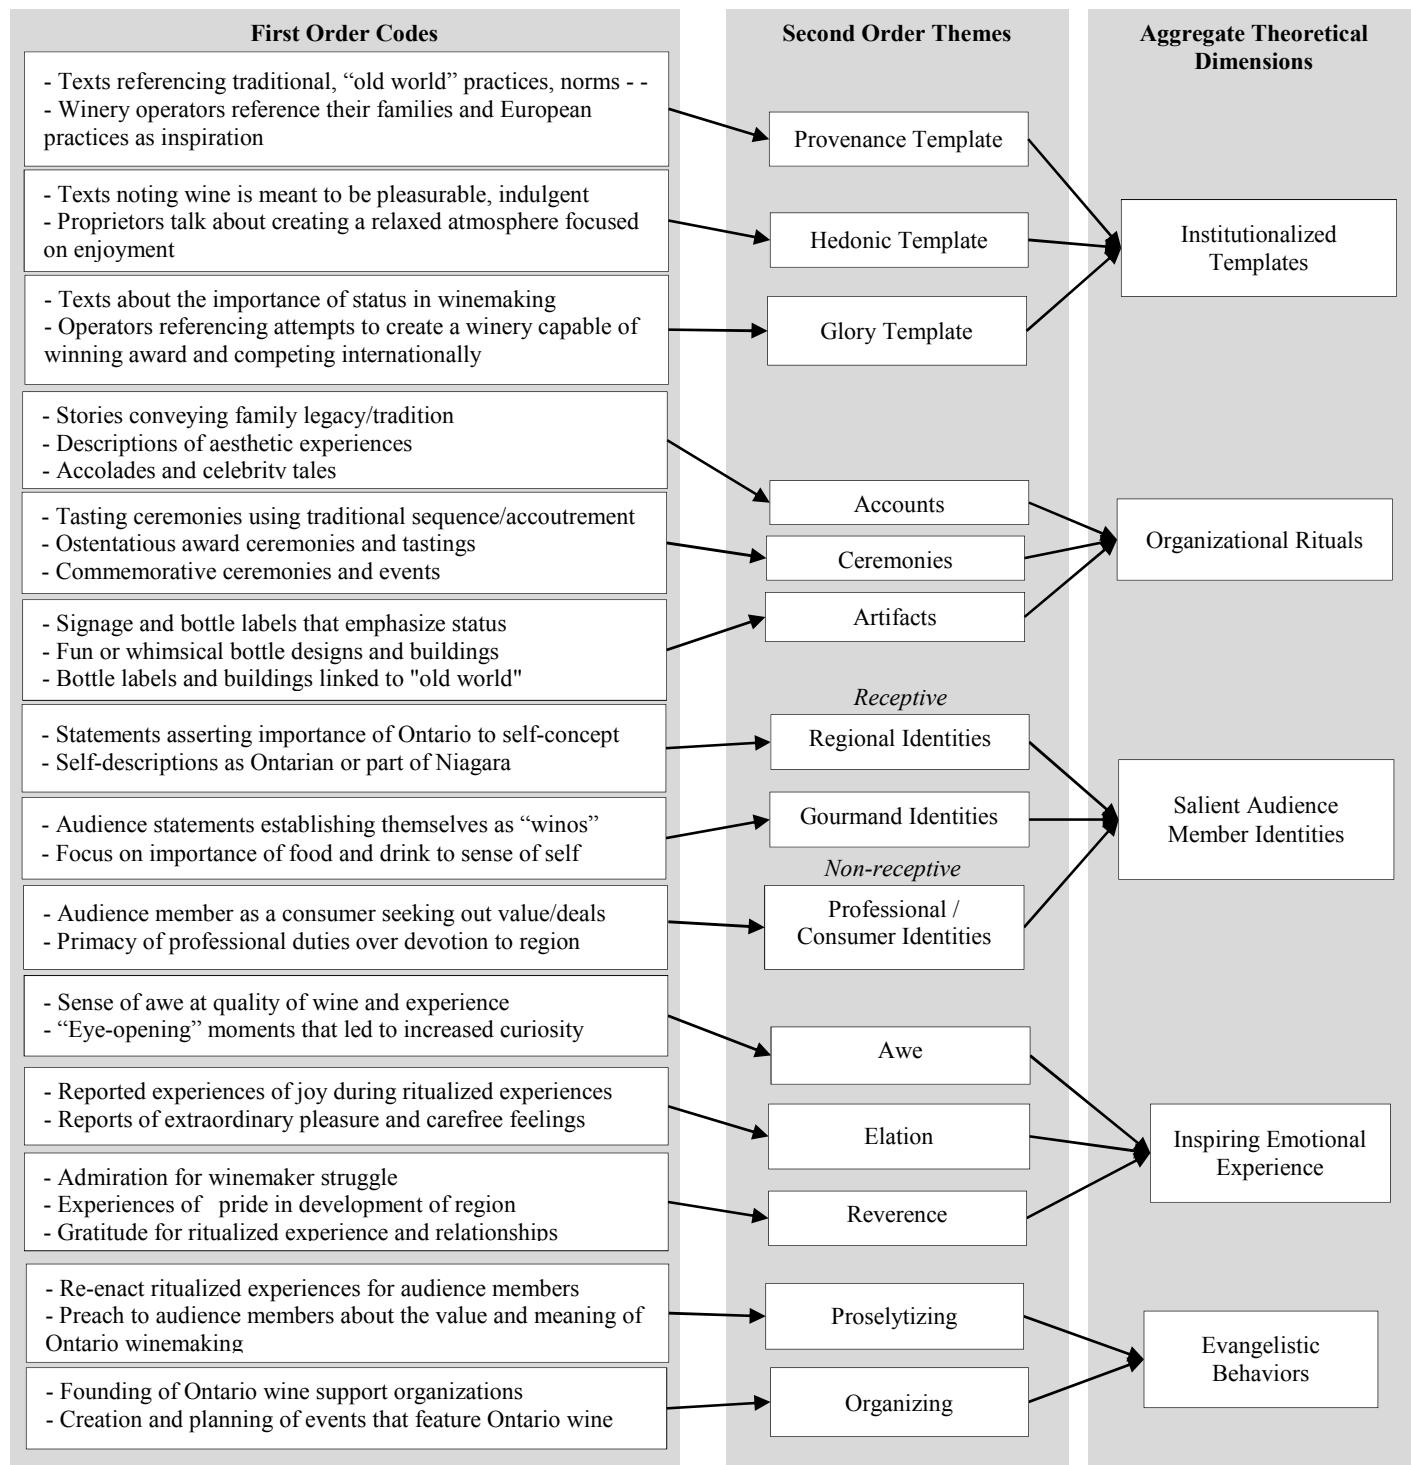 First Order Codes
Second Order Themes
Aggregate Theoretical
Dimensions
- Texts referencing traditional, “old world” practices, norms - -
- Winery operators reference their families and European
practices as inspiration
Provenance Template
- Texts noting wine is meant to be pleasurable, indulgent
- Proprietors talk about creating a relaxed atmosphere focused
on enjoyment
Hedonic Template
Institutionalized
Templates
- Texts about the importance of status in winemaking
- Operators referencing attempts to create a winery capable of
winning award and competing internationally
Glory Template
- Stories conveying family legacy/tradition
- Descriptions of aesthetic experiences
- Accolades and celebrity tales
Accounts
- Tasting ceremonies using traditional sequence/accoutrement
- Ostentatious award ceremonies and tastings
- Commemorative ceremonies and events
Ceremonies
Organizational Rituals
- Signage and bottle labels that emphasize status
- Fun or whimsical bottle designs and buildings
- Bottle labels and buildings linked to "old world"
Artifacts
Receptive
- Statements asserting importance of Ontario to self-concept
- Self-descriptions as Ontarian or part of Niagara
Regional Identities
- Audience statements establishing themselves as “winos”
- Focus on importance of food and drink to sense of self
Gourmand Identities
Salient Audience
Member Identities
Non-receptive
- Audience member as a consumer seeking out value/deals
- Primacy of professional duties over devotion to region
Professional /
Consumer Identities
- Sense of awe at quality of wine and experience
- “Eye-opening” moments that led to increased curiosity
Awe
- Reported experiences of joy during ritualized experiences
- Reports of extraordinary pleasure and carefree feelings
Elation
Inspiring Emotional
Experience
- Admiration for winemaker struggle
- Experiences of pride in development of region
- Gratitude for ritualized experience and relationships
Reverence
- Re-enact ritualized experiences for audience members
- Preach to audience members about the value and meaning of
Ontario winemaking
Proselytizing
Evangelistic
Behaviors
- Founding of Ontario wine support organizations
- Creation and planning of events that feature Ontario wine
Organizing